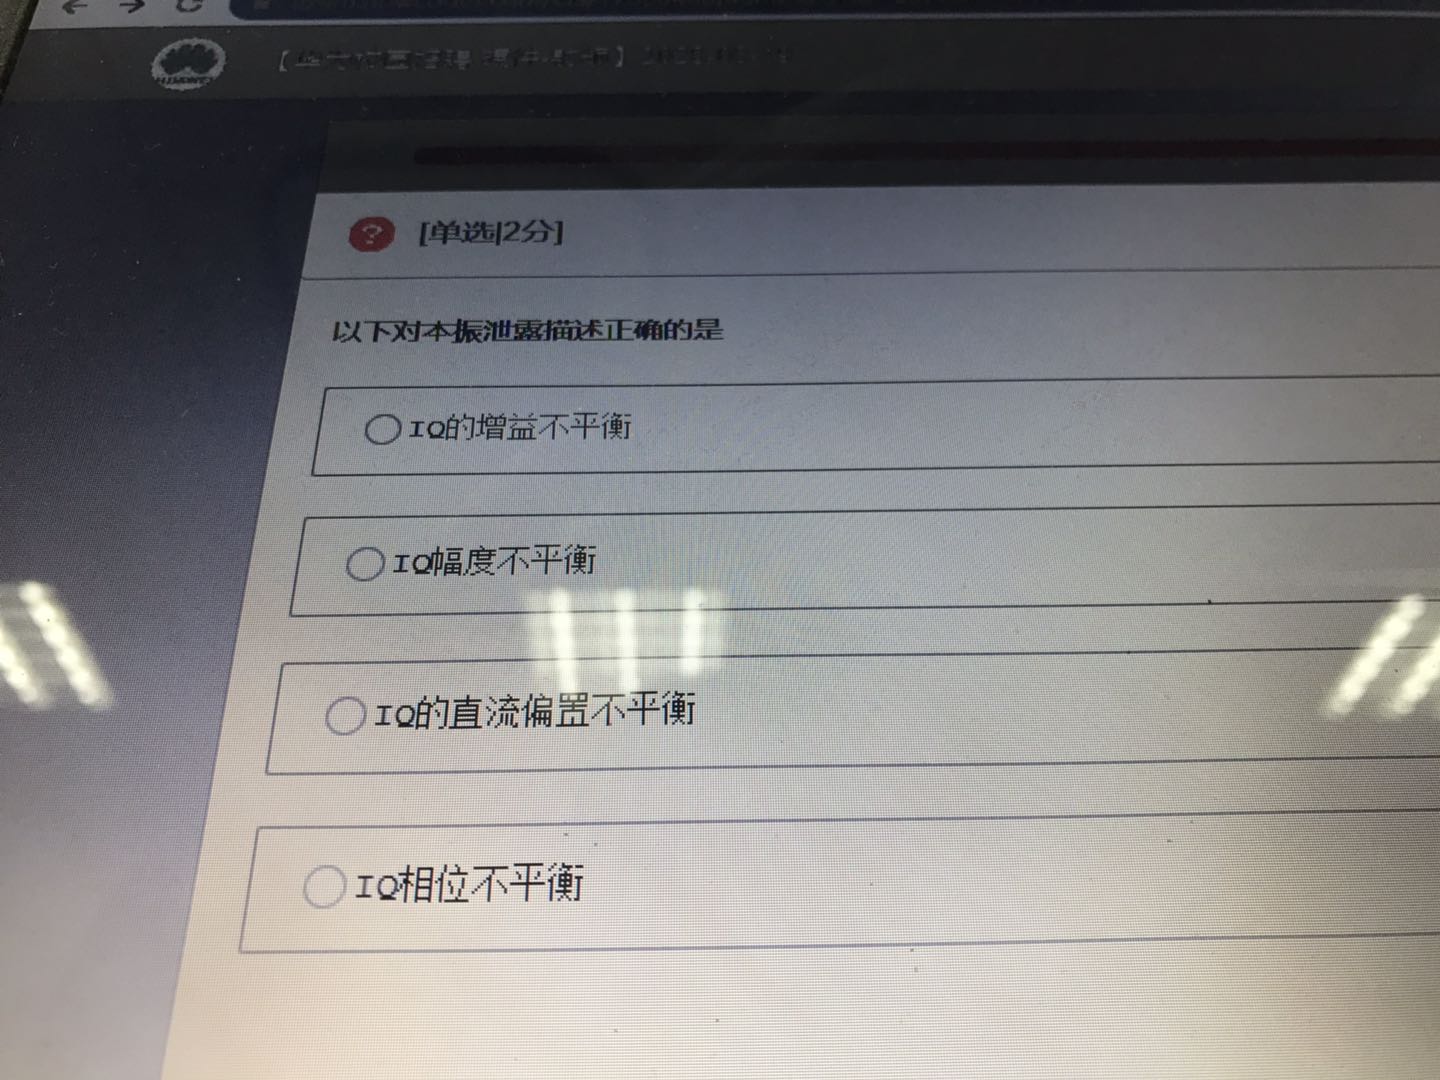 HUAWEI
[单选|2分]
以下对本振泄露描述正确的是
IQ的增益不平衡
IQ幅度不平衡
IQ的直流偏置不平衡
IQ相位不平衡